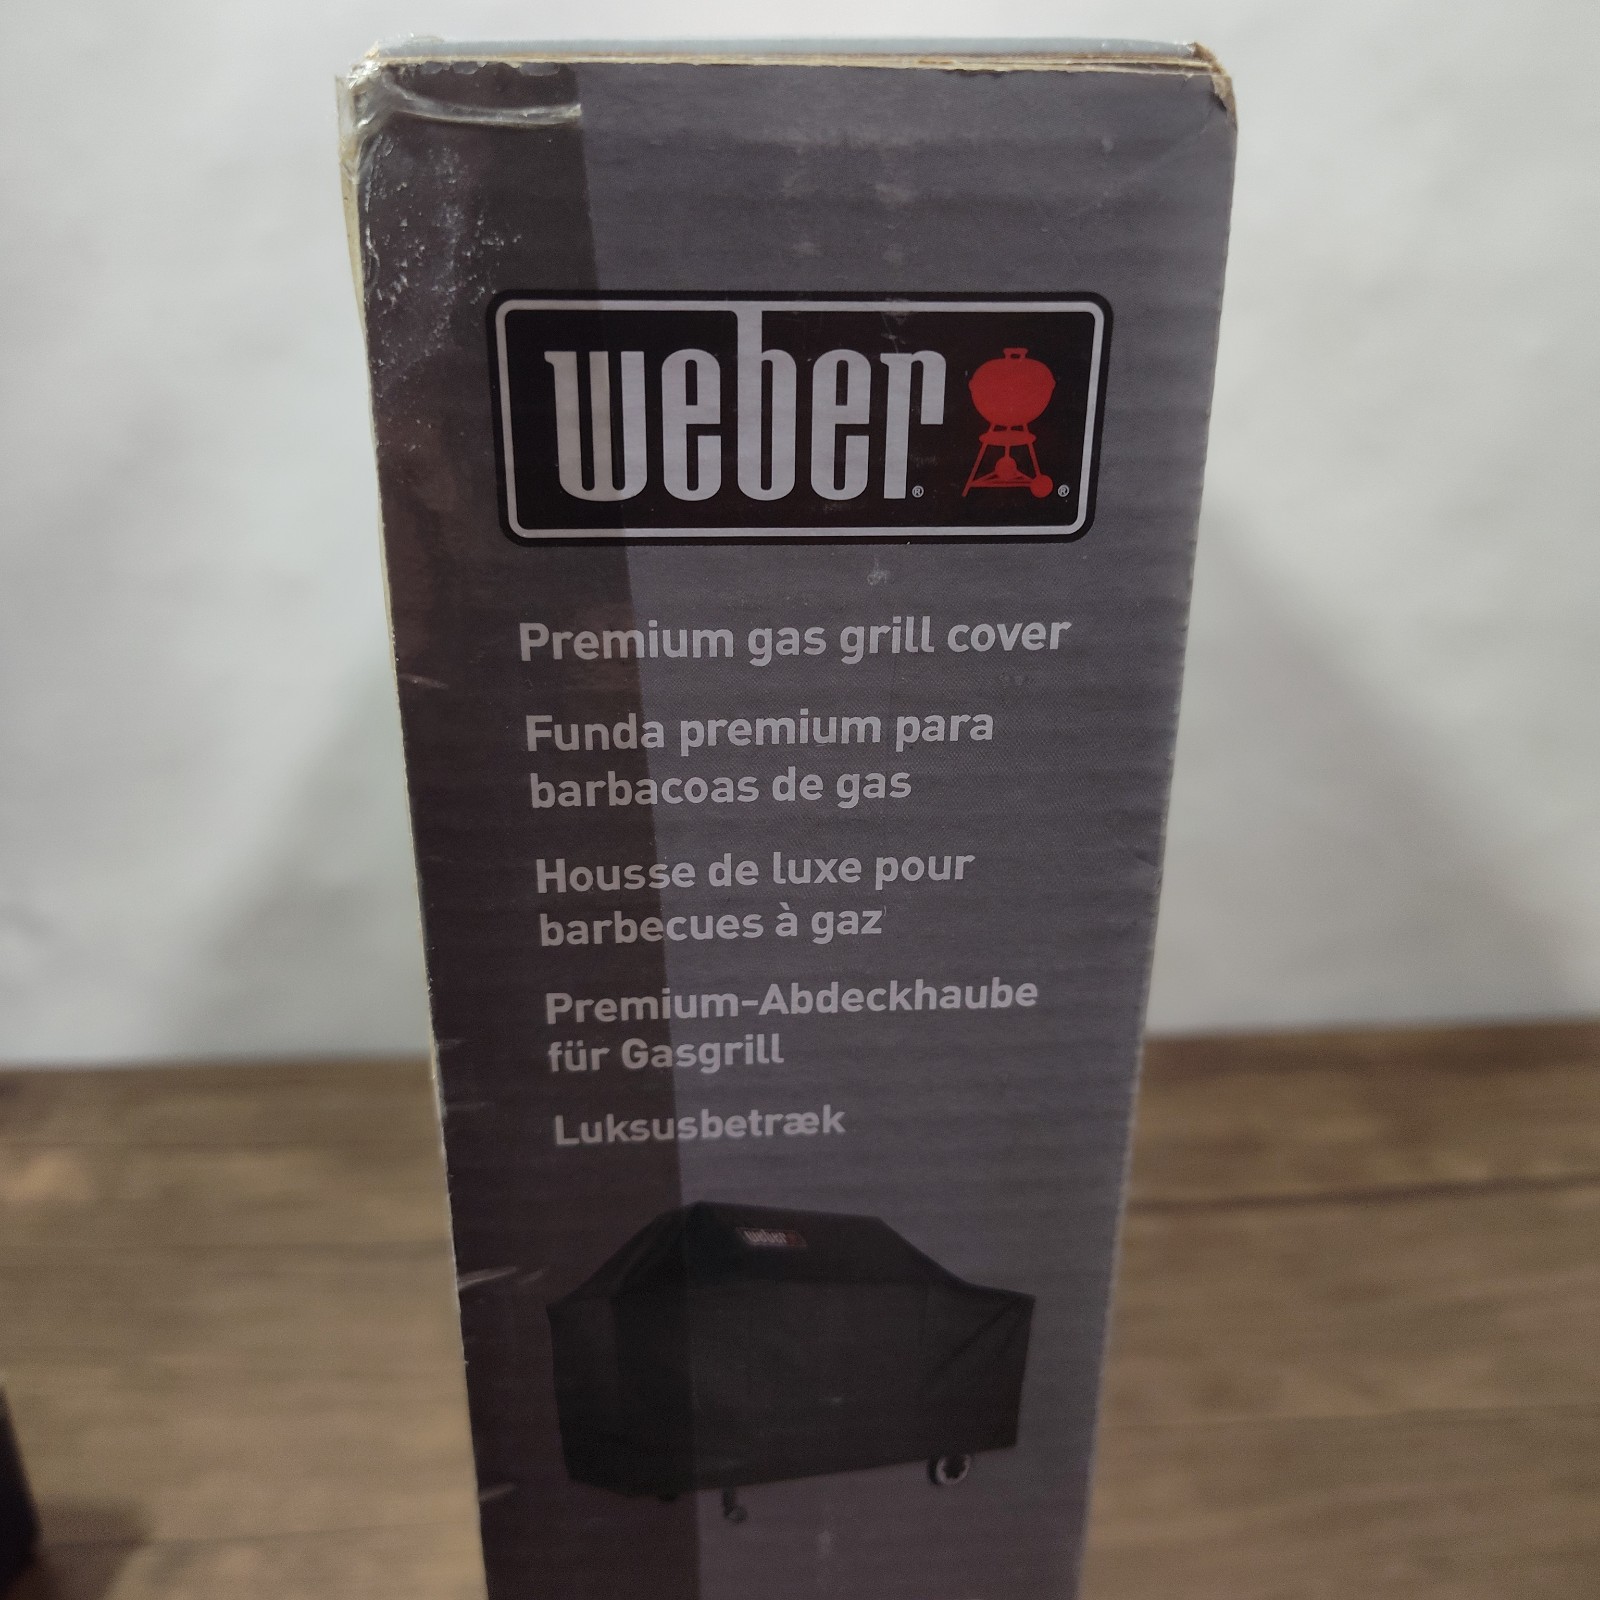 weber
Premium gas grill cover
Funda premium para
barbacoas de gas
Housse de luxe pour
barbecues à gaz
Premium-Abdeckhaube
für Gasgrill
Luksusbetræk
weber